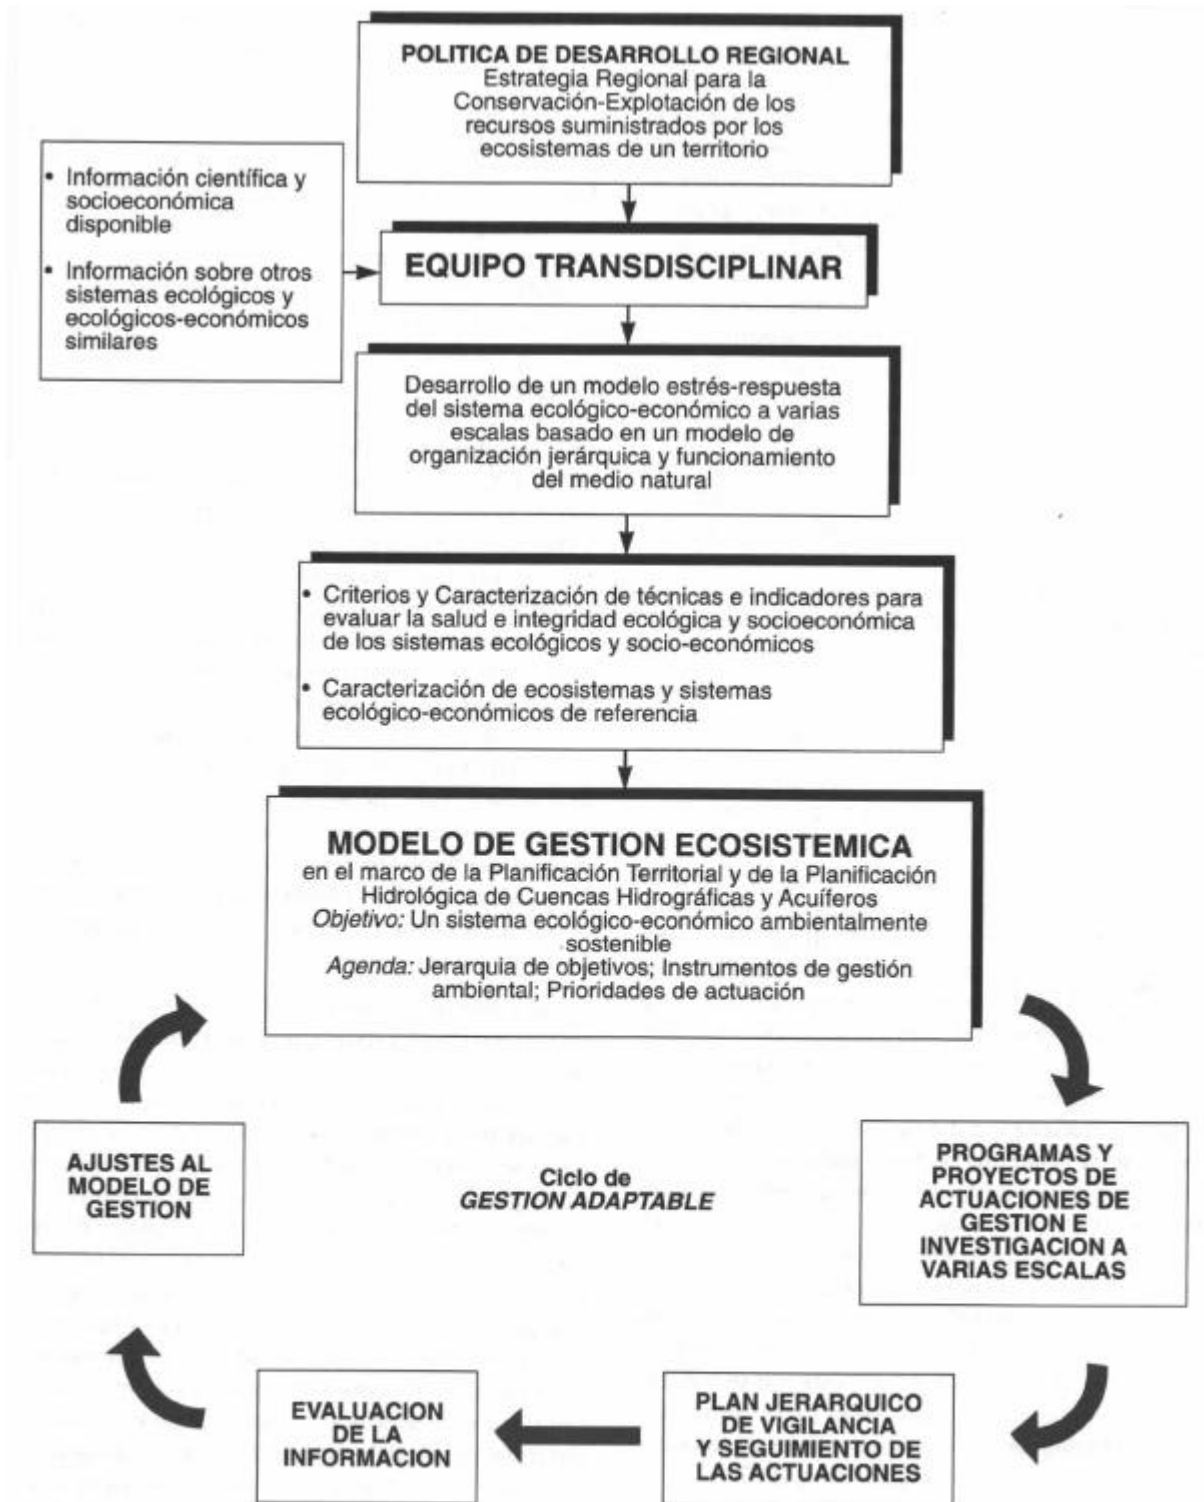 POLITICA DE DESARROLLO REGIONAL
Estrategia Regional para la
Conservación-Explotación de los
recursos suministrados por los
ecosistemas de un territorio
• Información científica y
socioeconómica
disponible
• Información sobre otros
sistemas ecológicos y
ecológicos-económicos
similares
EQUIPO TRANSDISCIPLINAR
Desarrollo de un modelo estrés-respuesta
del sistema ecológico-económico a varias
escalas basado en un modelo de
organización jerárquica y funcionamiento
del medio natural
• Criterios y Caracterización de técnicas e indicadores para
evaluar la salud e integridad ecológica y socioeconómica
de los sistemas ecológicos y socio-económicos
• Caracterización de ecosistemas y sistemas
ecológico-económicos de referencia
MODELO DE GESTION ECOSISTEMICA
en el marco de la Planificación Territorial y de la Planificación
Hidrológica de Cuencas Hidrográficas y Acuíferos
Objetivo: Un sistema ecológico-económico ambientalmente
sostenible
Agenda: Jerarquia de objetivos; Instrumentos de gestión
ambiental; Prioridades de actuación
AJUSTES AL
MODELO DE
GESTION
Ciclo de
GESTION ADAPTABLE
PROGRAMAS Y
PROYECTOS DE
ACTUACIONES DE
GESTION E
INVESTIGACION A
VARIAS ESCALAS
EVALUACION
DE LA
INFORMACION
PLAN JERARQUICO
DE VIGILANCIA
Y SEGUIMIENTO DE
LAS ACTUACIONES